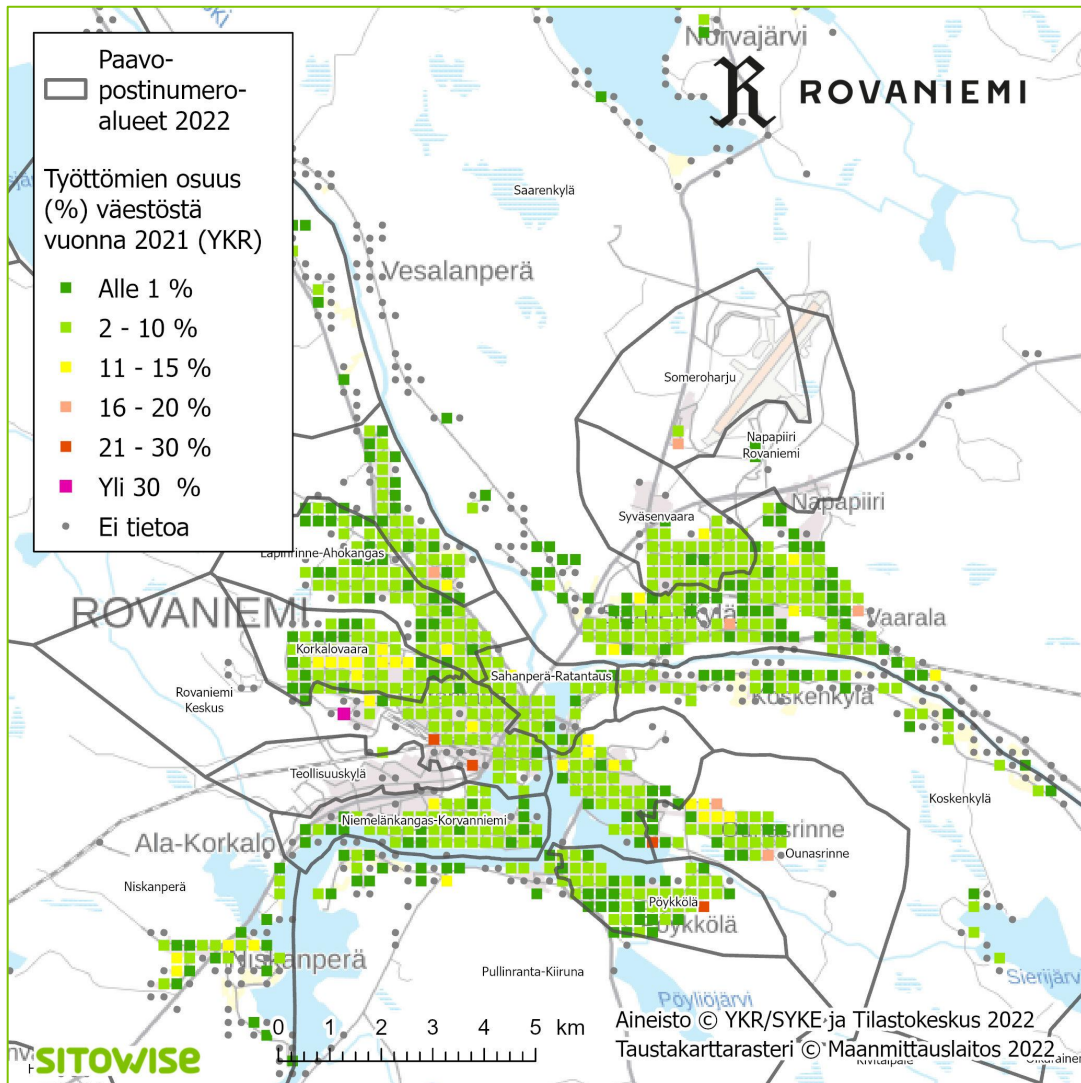 Paavo-
postinumero-
alueet 2022
Työttömien osuus
(%) väestöstä
vuonna 2021 (YKR)
Alle 1 %
2 - 10 %
11 - 15 %
16 - 20 %
21 - 30 %
Yli 30 %
Ei tietoa
Norvajärvi
R ROVANIEMI
Saarenkylä
Vesalanperä
Someroharju
Napapiiri
Rovaniemi
Napapiiri
Syväsenvaara
Lapinrinne-Ahokangas
ROVANIEMI
Saarenkylä
Vaarala
Korkalovaara
Sahanperä-Ratantaus
Rovaniemi
Keskus
Koskenkylä
Teollisuuskylä
Koskenkylä
Niemelänkangas-Korvanniemi
Ounasrinne
Ala-Korkalo
Ounasrinne
Niskanperä
Pöykkölä
Pöykkölä
Niskanperä
Pullinranta-Kiiruna
Sierijärvi
Pöyliöjärvi
0 1 2 3 4 5 km
Aineisto © YKR/SYKE ja Tilastokeskus 2022
Taustakarttarasteri © Maanmittauslaitos 2022
SITOWISE